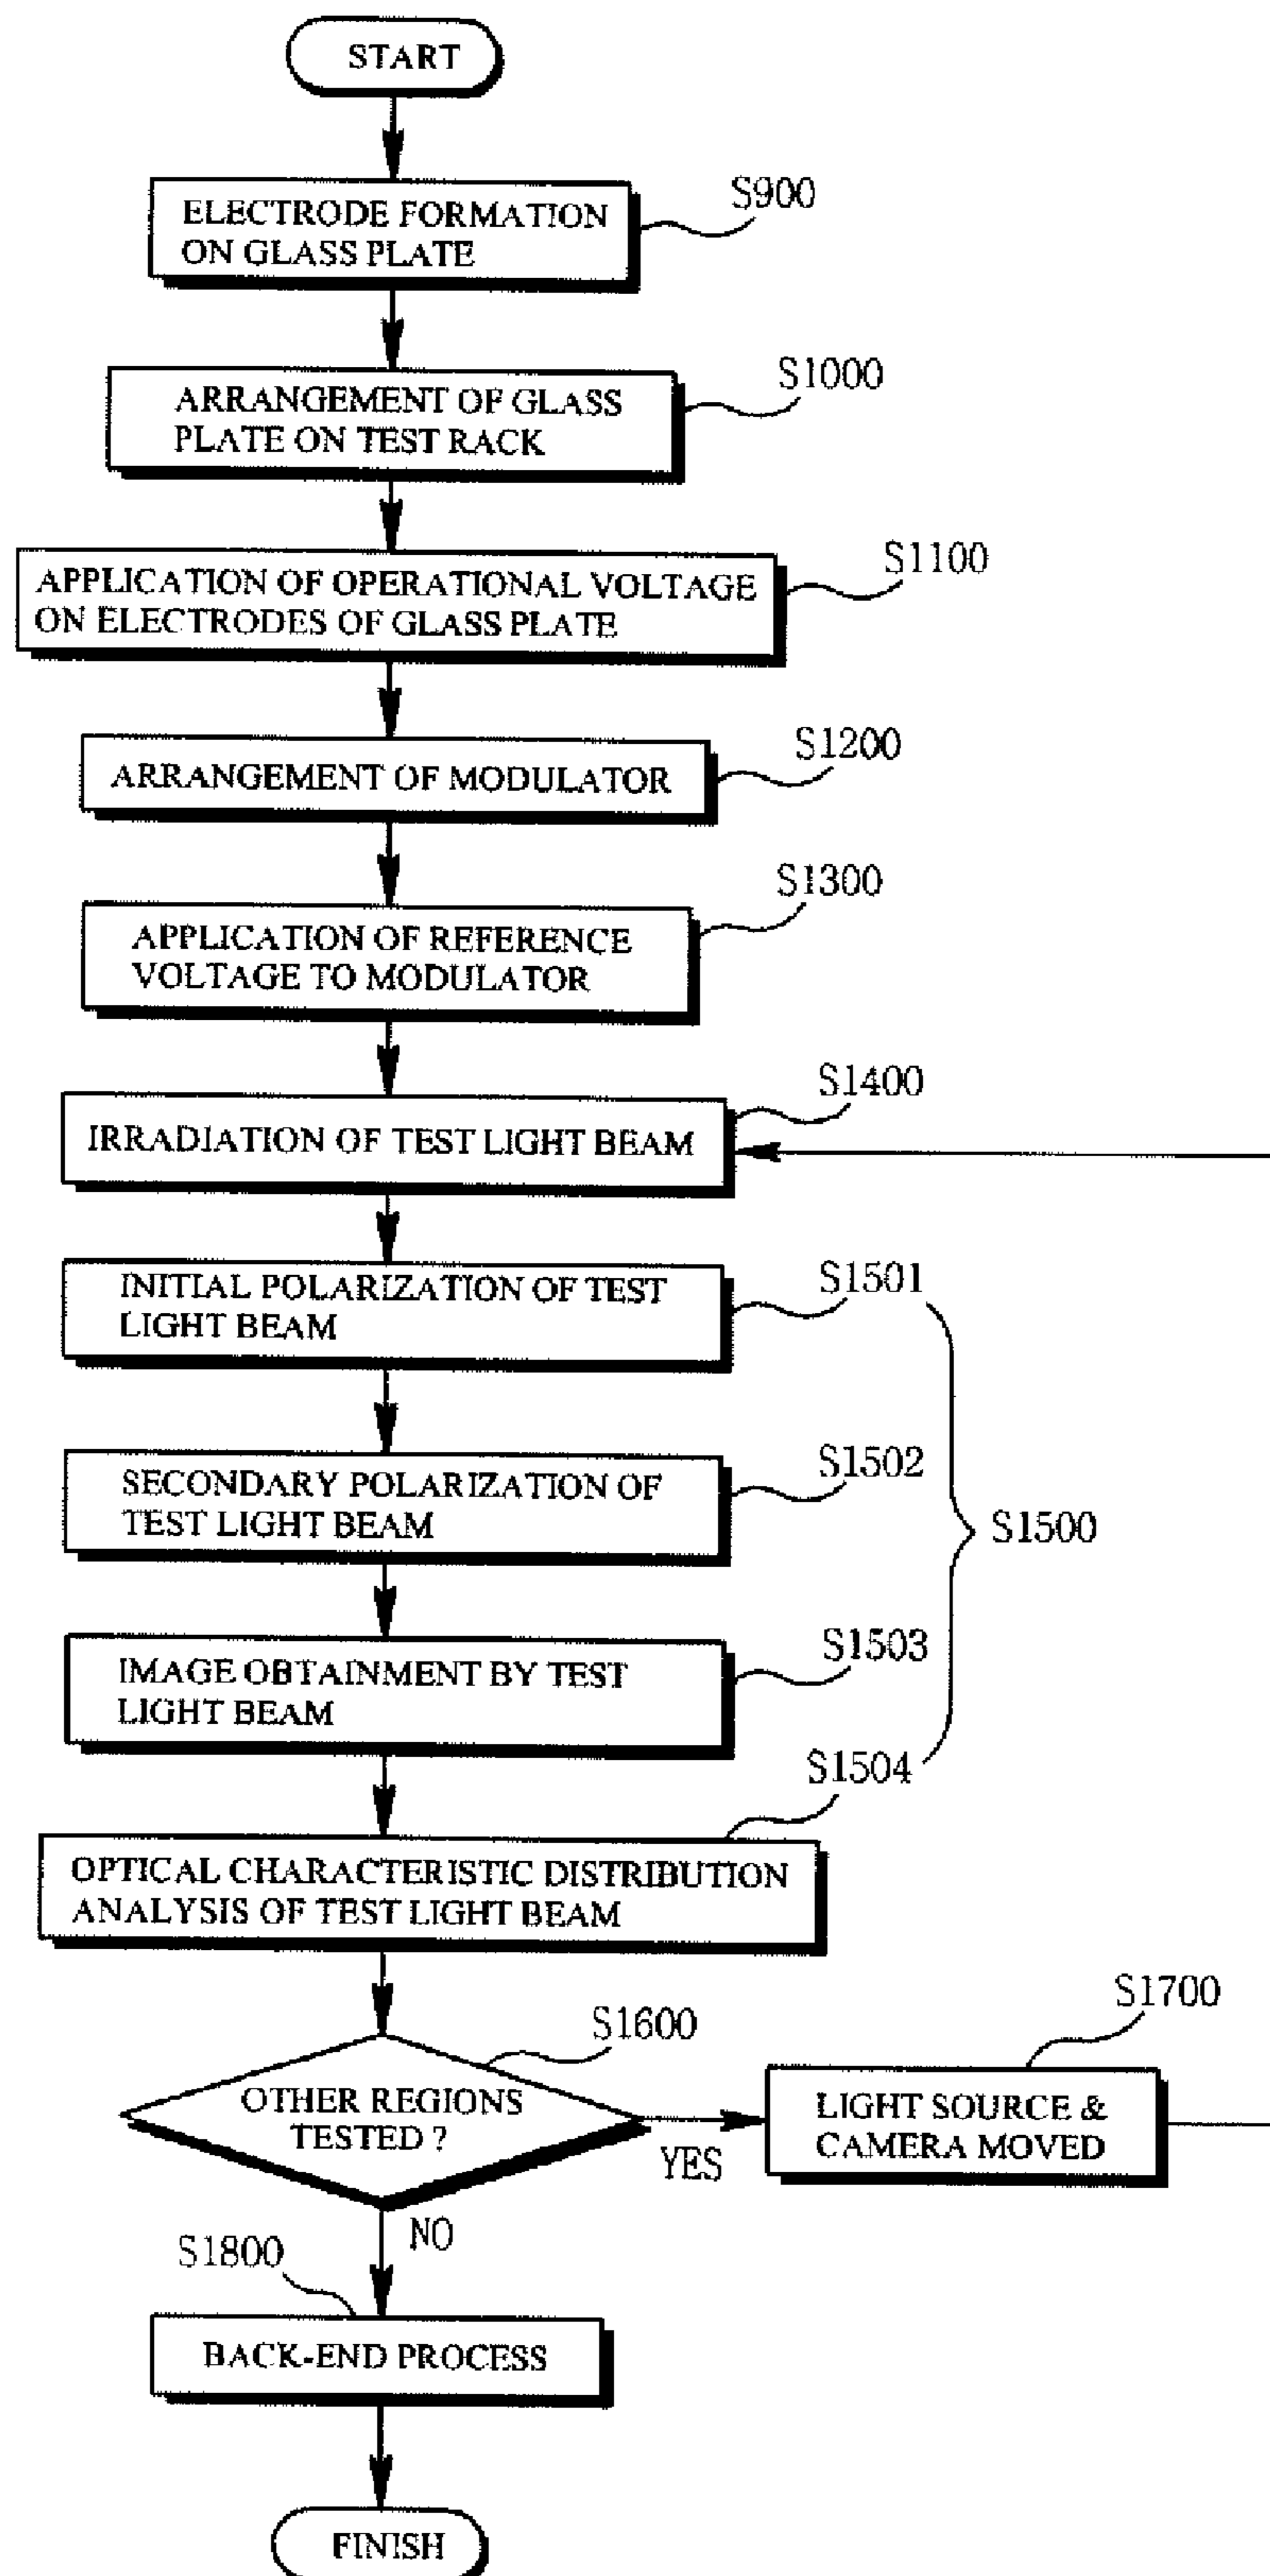 START
ELECTRODE FORMATION
ON GLASS PLATE
S900
ARRANGEMENT OF GLASS
PLATE ON TEST RACK
S1000
APPLICATION OF OPERATIONAL VOLTAGE
ON ELECTRODES OF GLASS PLATE
S1100
ARRANGEMENT OF MODULATOR
S1200
APPLICATION OF REFERENCE
VOLTAGE TO MODULATOR
S1300
IRRADIATION OF TEST LIGHT BEAM
S1400
INITIAL POLARIZATION OF TEST
LIGHT BEAM
S1501
SECONDARY POLARIZATION OF
TEST LIGHT BEAM
S1502
S1500
IMAGE OBTAINMENT BY TEST
LIGHT BEAM
S1503
S1504
OPTICAL CHARACTERISTIC DISTRIBUTION
ANALYSIS OF TEST LIGHT BEAM
S1600
OTHER REGIONS
TESTED ?
YES
S1700
LIGHT SOURCE &
CAMERA MOVED
NO
S1800
BACK-END PROCESS
FINISH